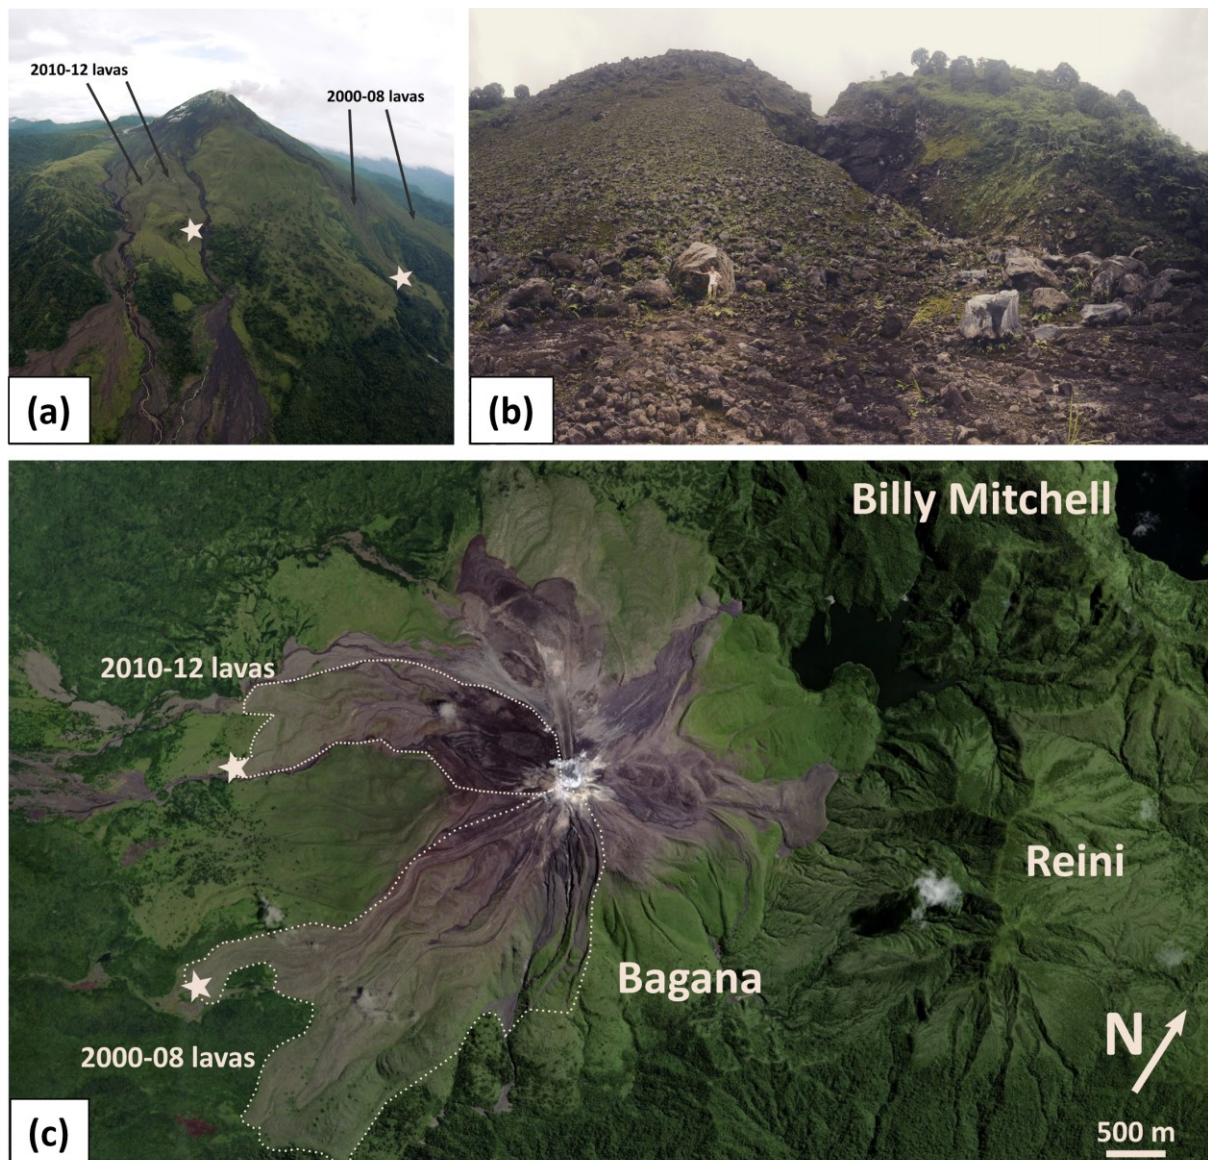 2010-12 lavas
2000-08 lavas
(a)
(b)
Billy Mitchell
2010-12 lavas
Reini
Bagana
2000-08 lavas
N
500 m
(c)